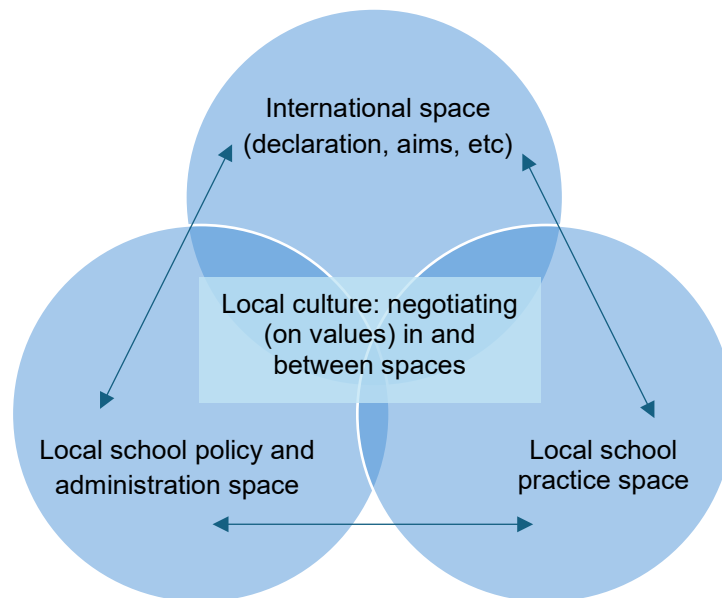 International space
(declaration, aims, etc)
Local culture: negotiating
(on values) in and
between spaces
Local school policy and
administration space
Local school
practice space